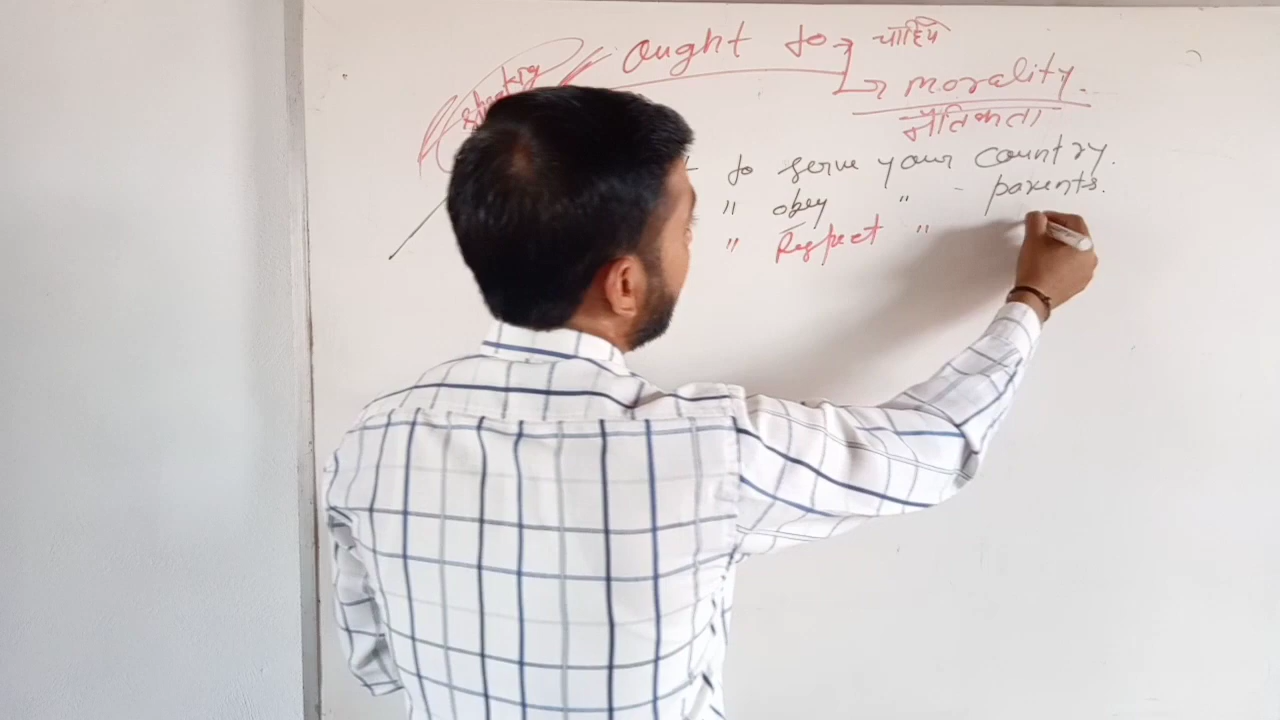 Ought to → चाहिये
→ morality.
नैतिकता
to serve your country.
" obey " - parents.
" Respect "